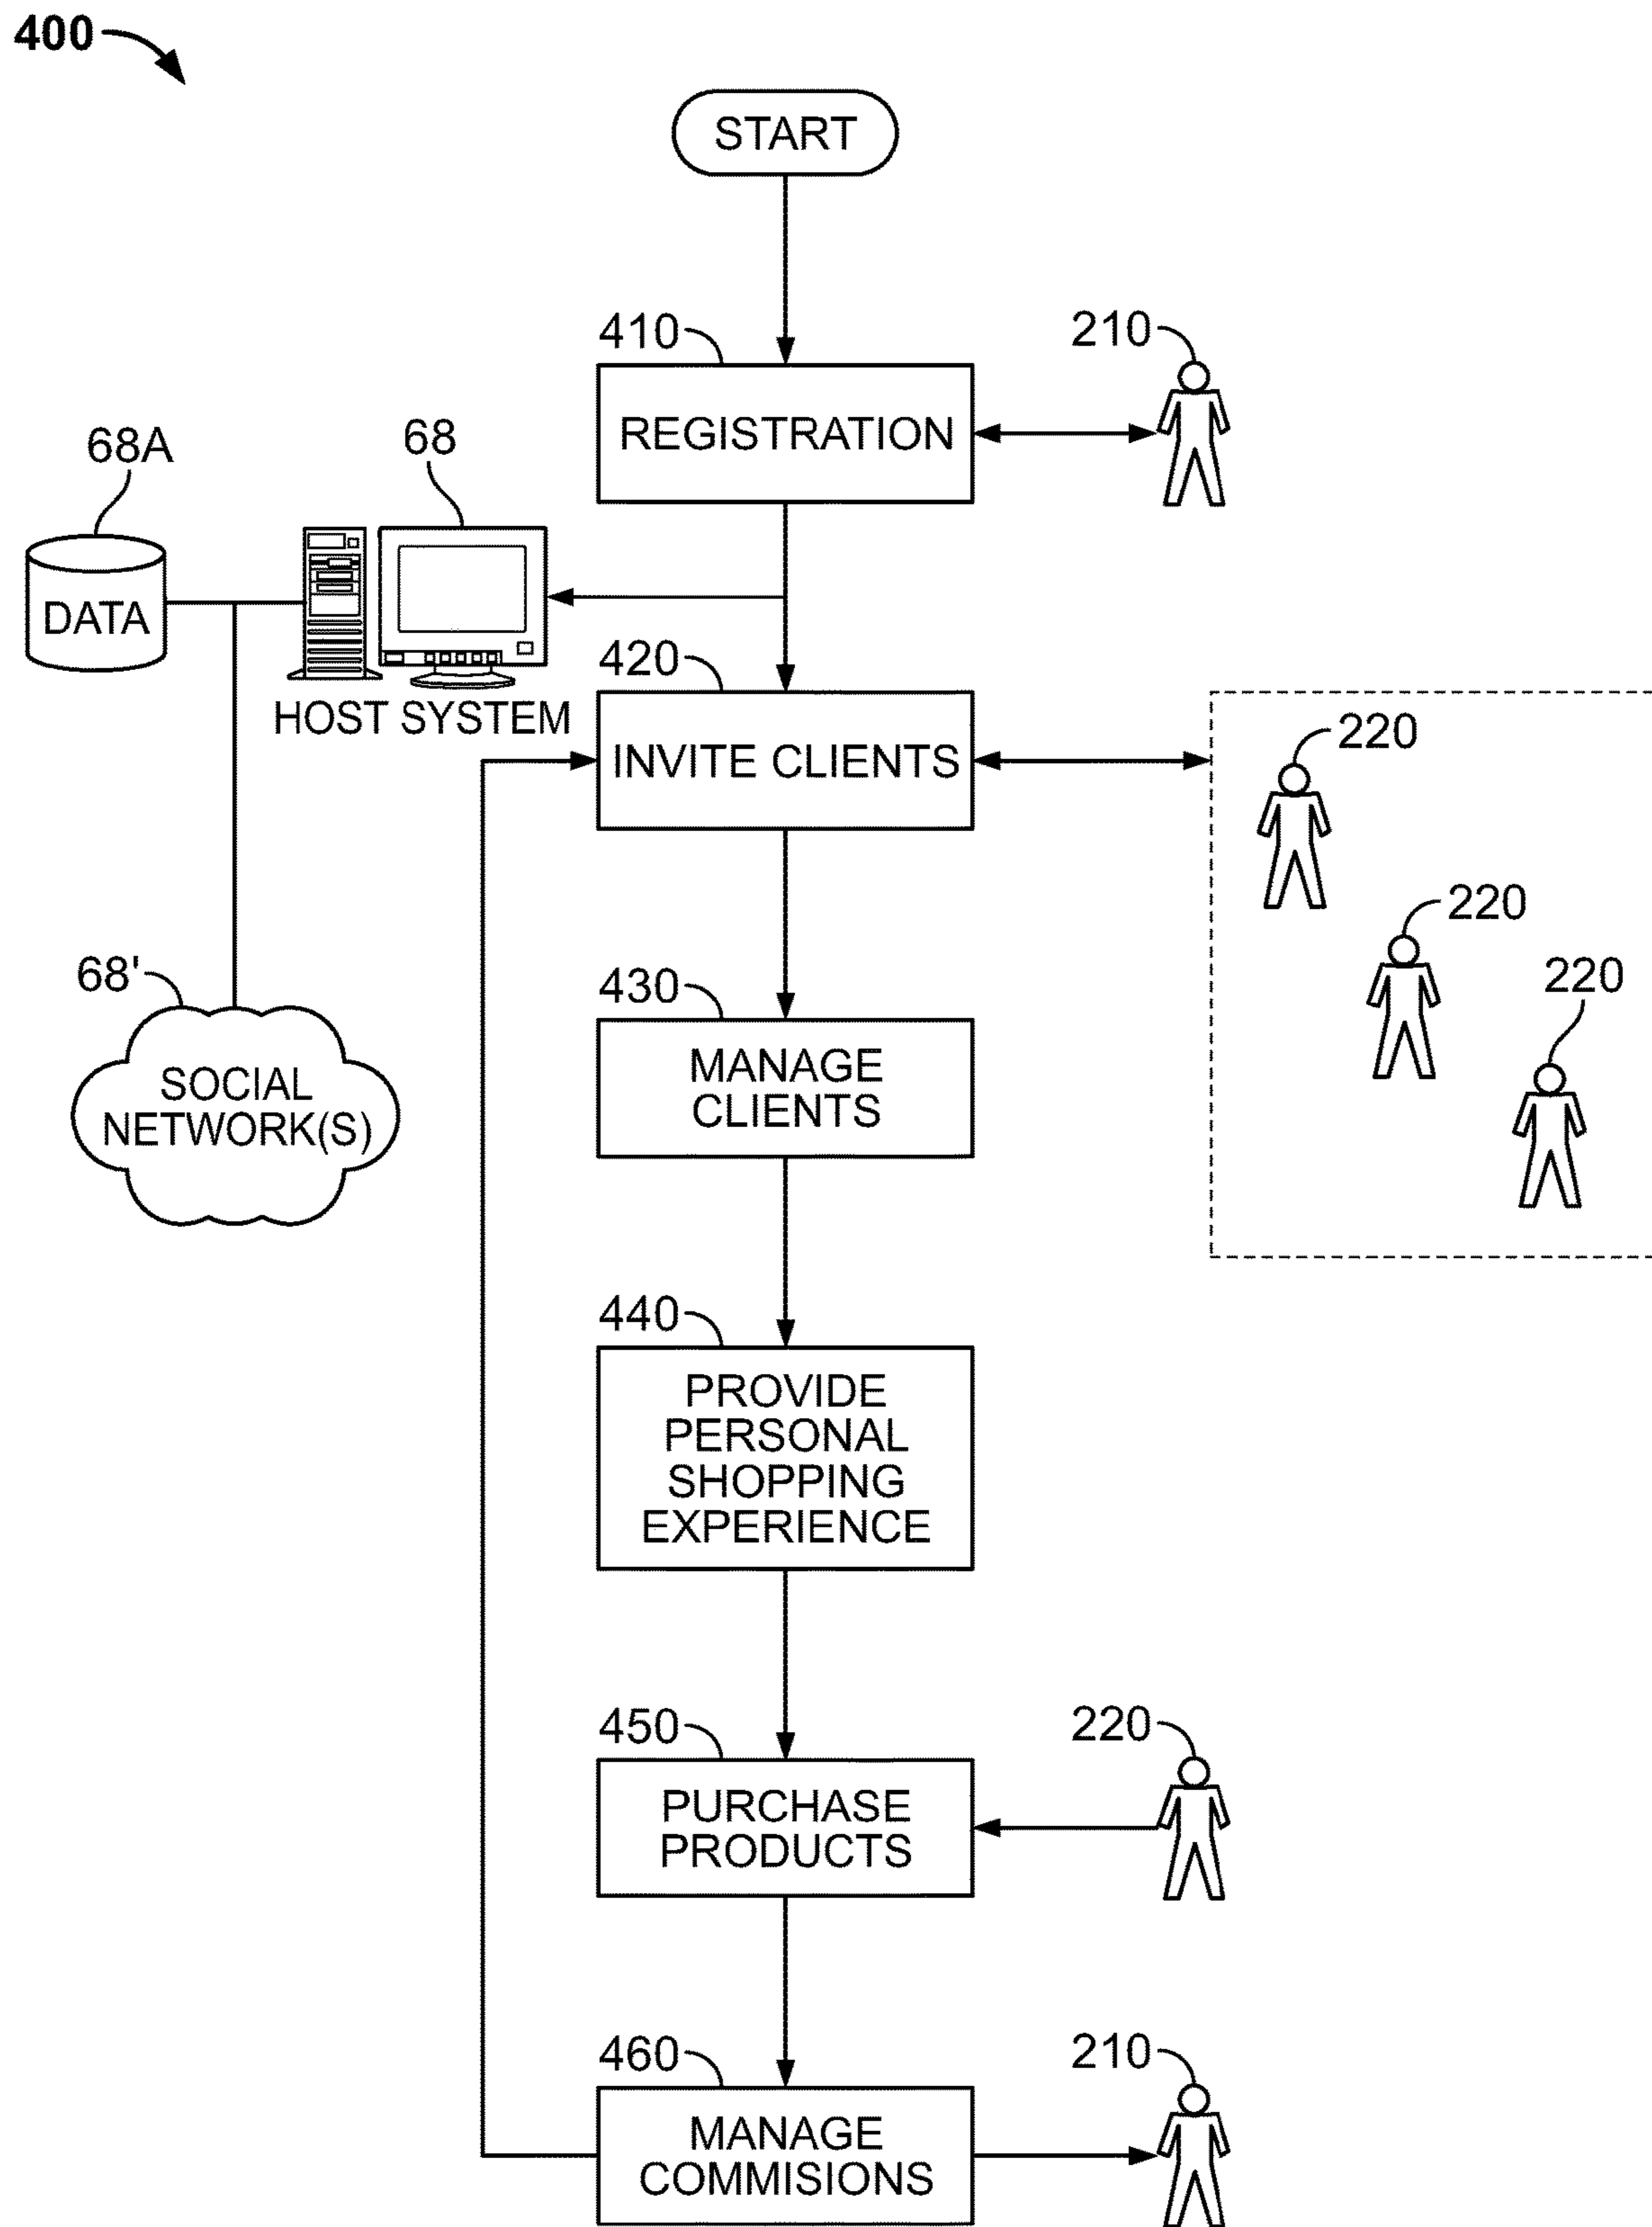 400
START
410
210
REGISTRATION
68A
68
DATA
HOST SYSTEM
420
INVITE CLIENTS
220
220
220
68'
SOCIAL
NETWORK(S)
430
MANAGE
CLIENTS
440
PROVIDE
PERSONAL
SHOPPING
EXPERIENCE
450
220
PURCHASE
PRODUCTS
460
210
MANAGE
COMMISIONS